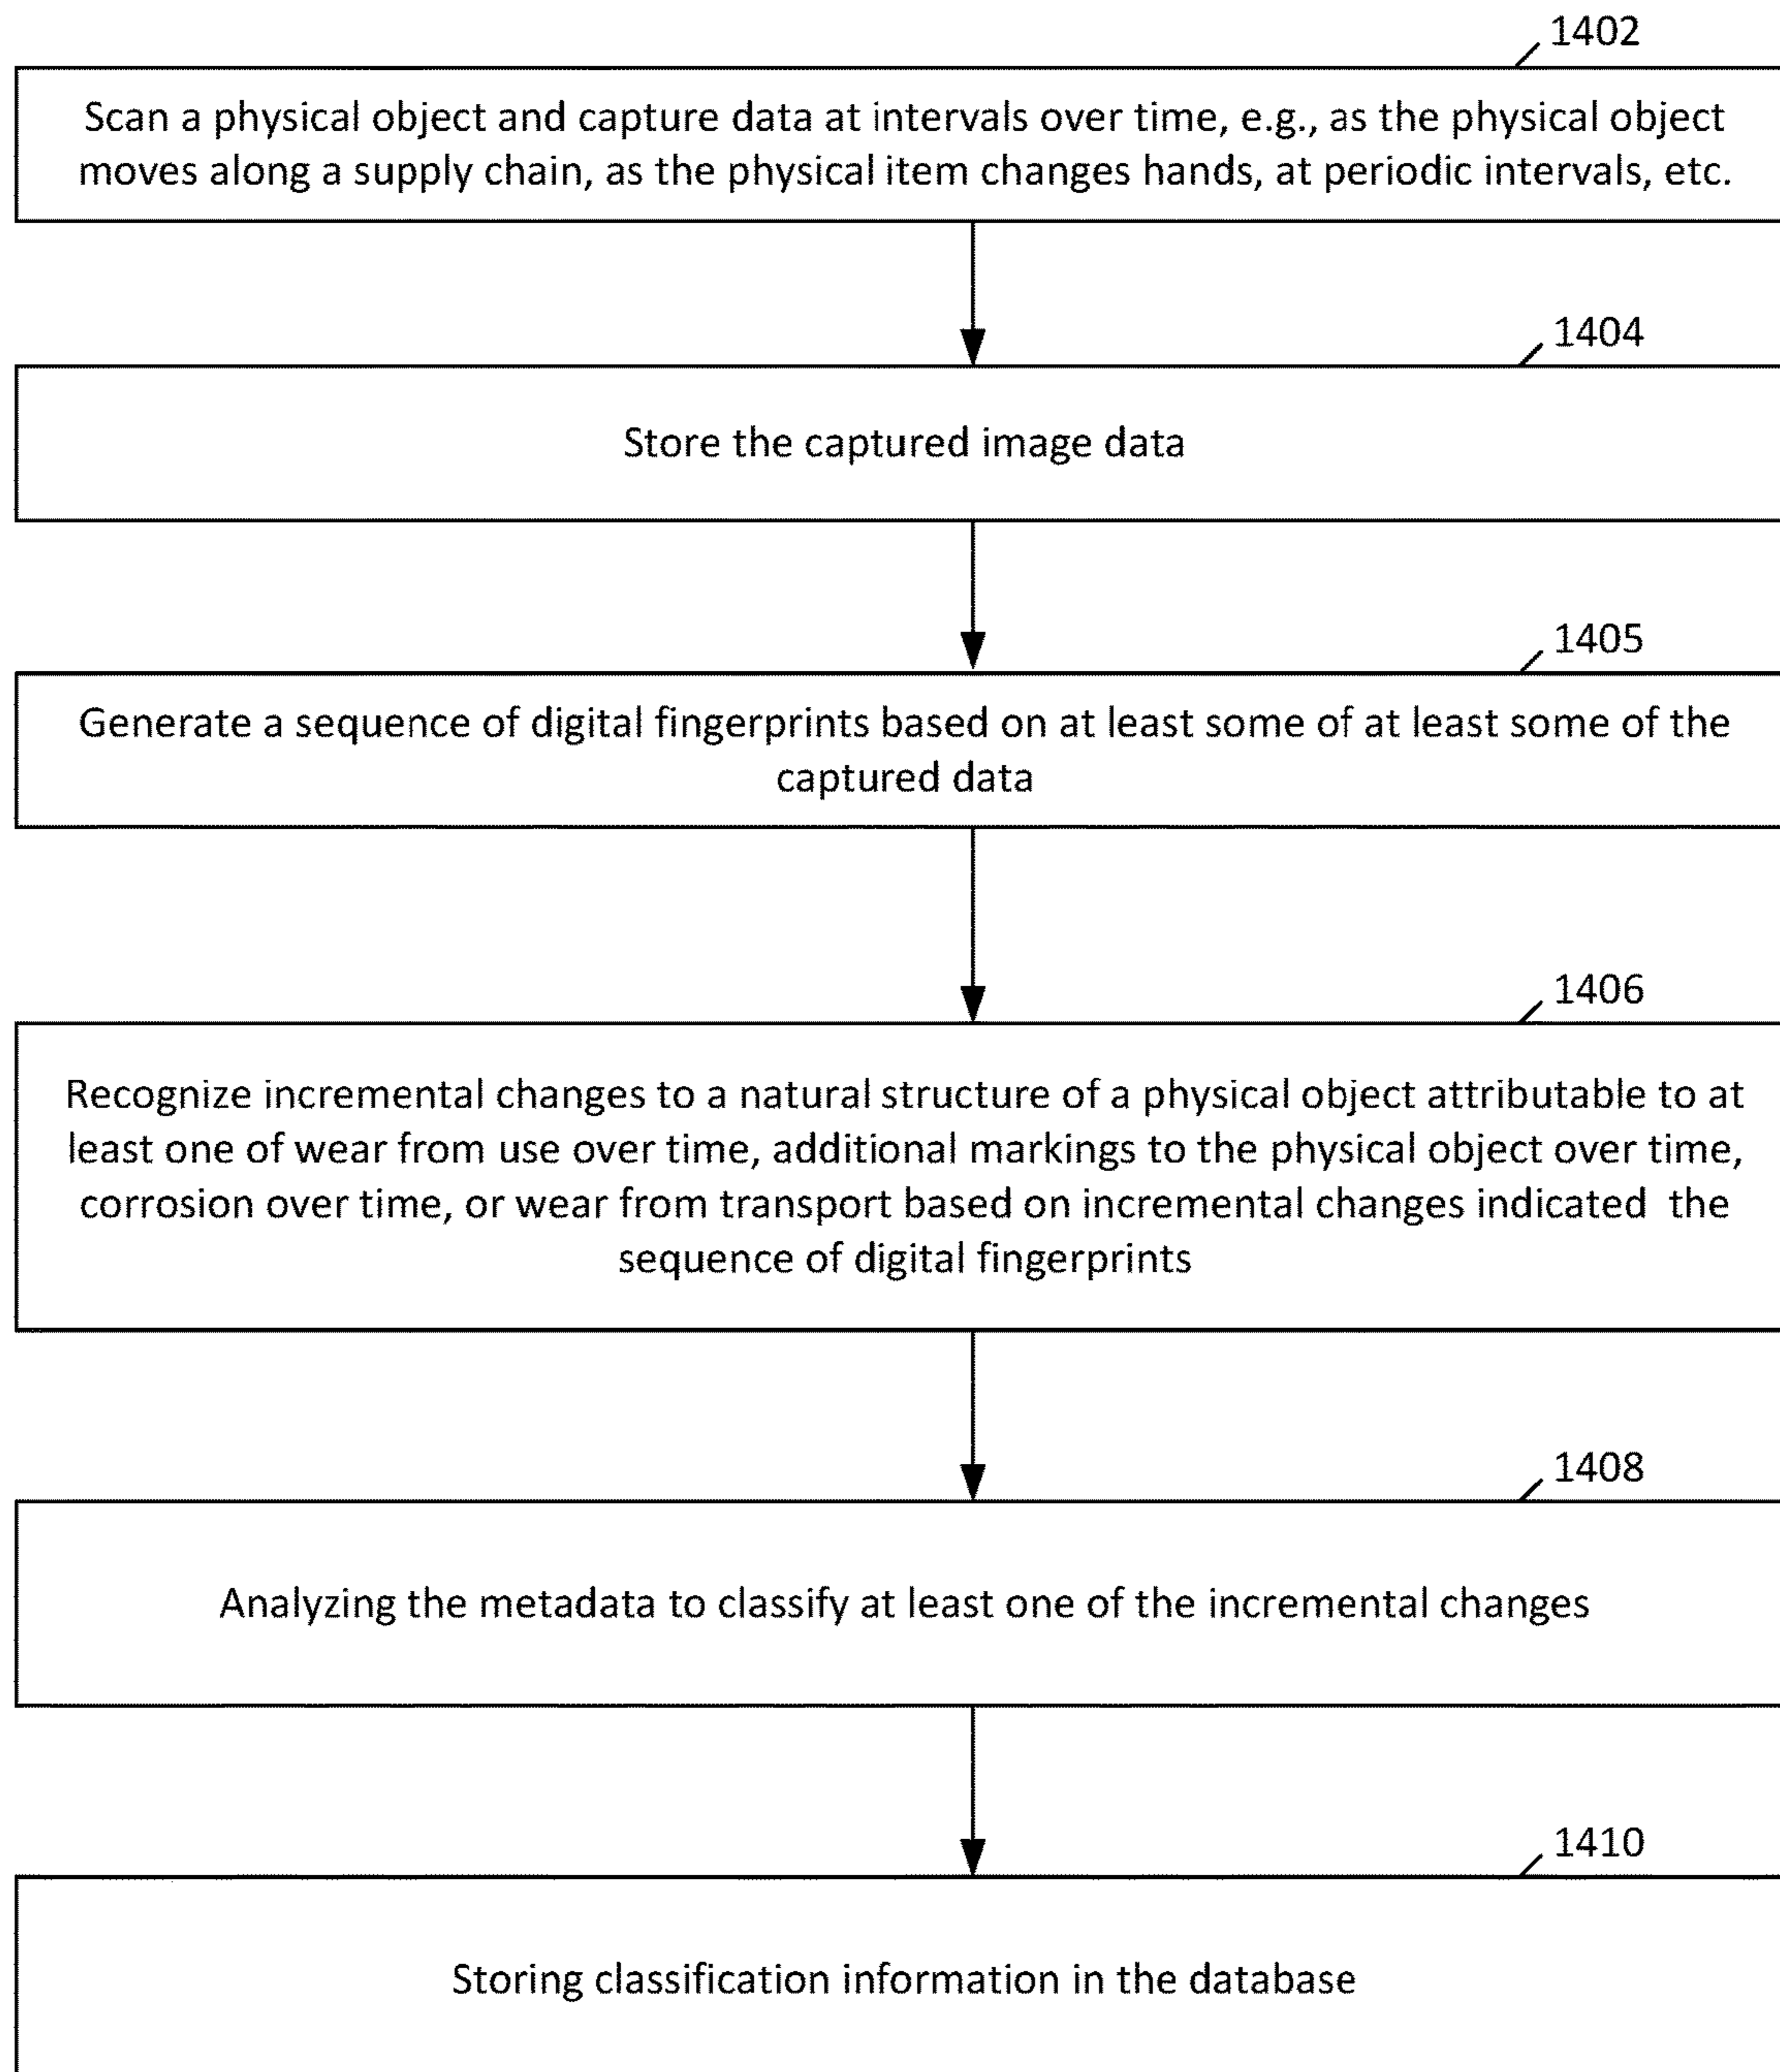 1402
Scan a physical object and capture data at intervals over time, e.g., as the physical object
moves along a supply chain, as the physical item changes hands, at periodic intervals, etc.
1404
Store the captured image data
1405
Generate a sequence of digital fingerprints based on at least some of at least some of the
captured data
1406
Recognize incremental changes to a natural structure of a physical object attributable to at
least one of wear from use over time, additional markings to the physical object over time,
corrosion over time, or wear from transport based on incremental changes indicated the
sequence of digital fingerprints
1408
Analyzing the metadata to classify at least one of the incremental changes
1410
Storing classification information in the database